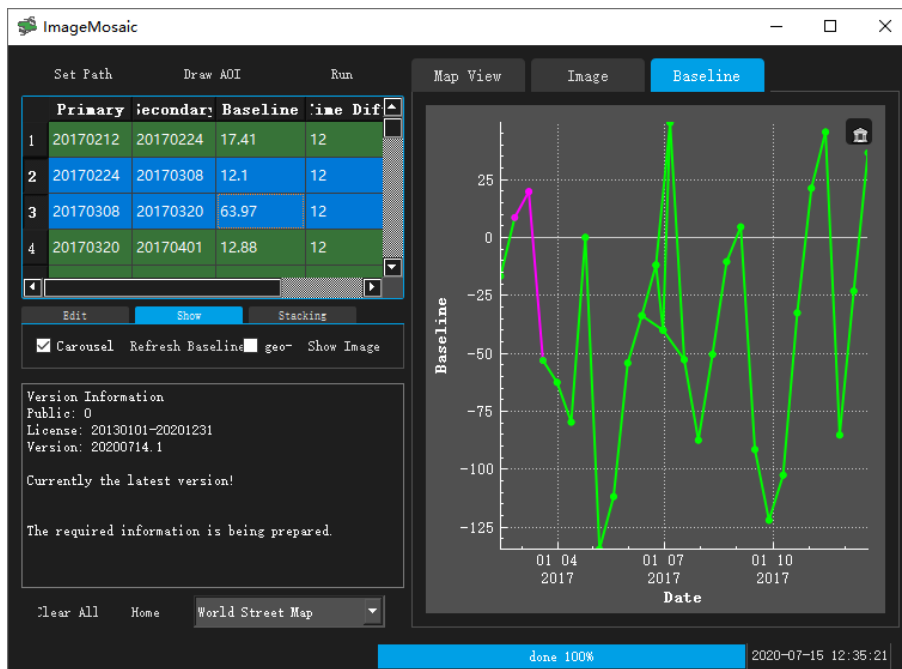 ImageMosaic
Set Path Draw AOI Run
Map View Image Baseline
Primary Secondary Baseline Time Dif
1 20170212 20170224 17.41 12
2 20170224 20170308 12.1 12
3 20170308 20170320 63.97 12
4 20170320 20170401 12.88 12
Edit Show Stacking
Carousel Refresh Baseline geo- Show Image
Version Information
Public: 0
License: 20130101-20201231
Version: 20200714.1
Currently the latest version!
The required information is being prepared.
Clear All Home World Street Map
25
0
-25
-50
-75
-100
-125
Baseline
01 04 01 07 01 10
2017 2017 2017
Date
done 100% 2020-07-15 12:35:21